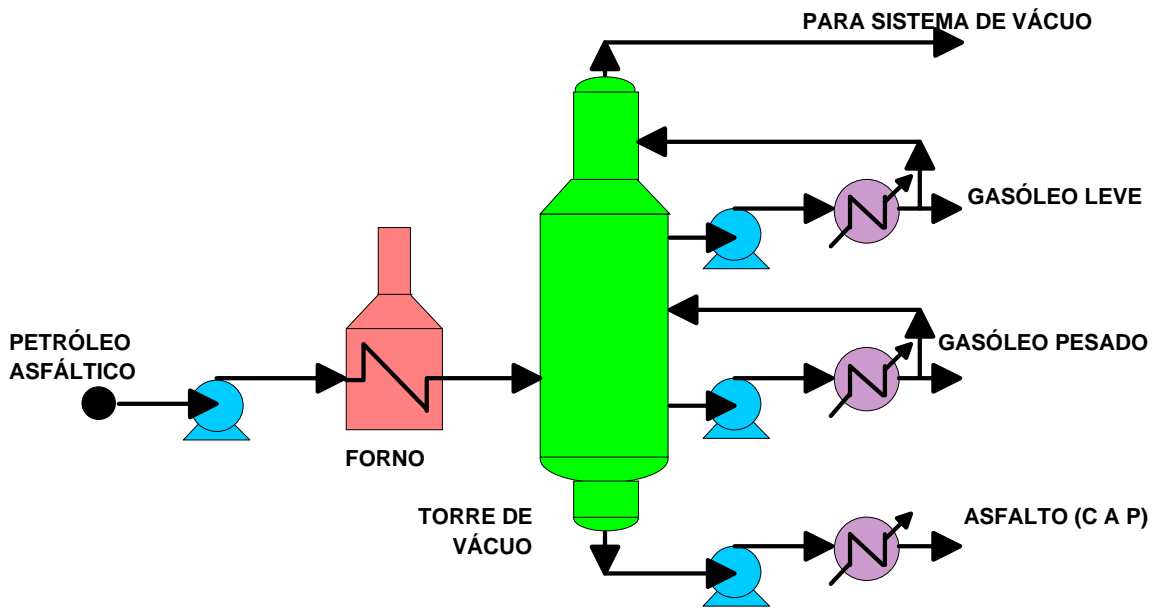 PARA SISTEMA DE VÁCUO
GASÓLEO LEVE
PETRÓLEO
ASFÁLTICO
GASÓLEO PESADO
FORNO
TORRE DE
VÁCUO
ASFALTO (C A P)